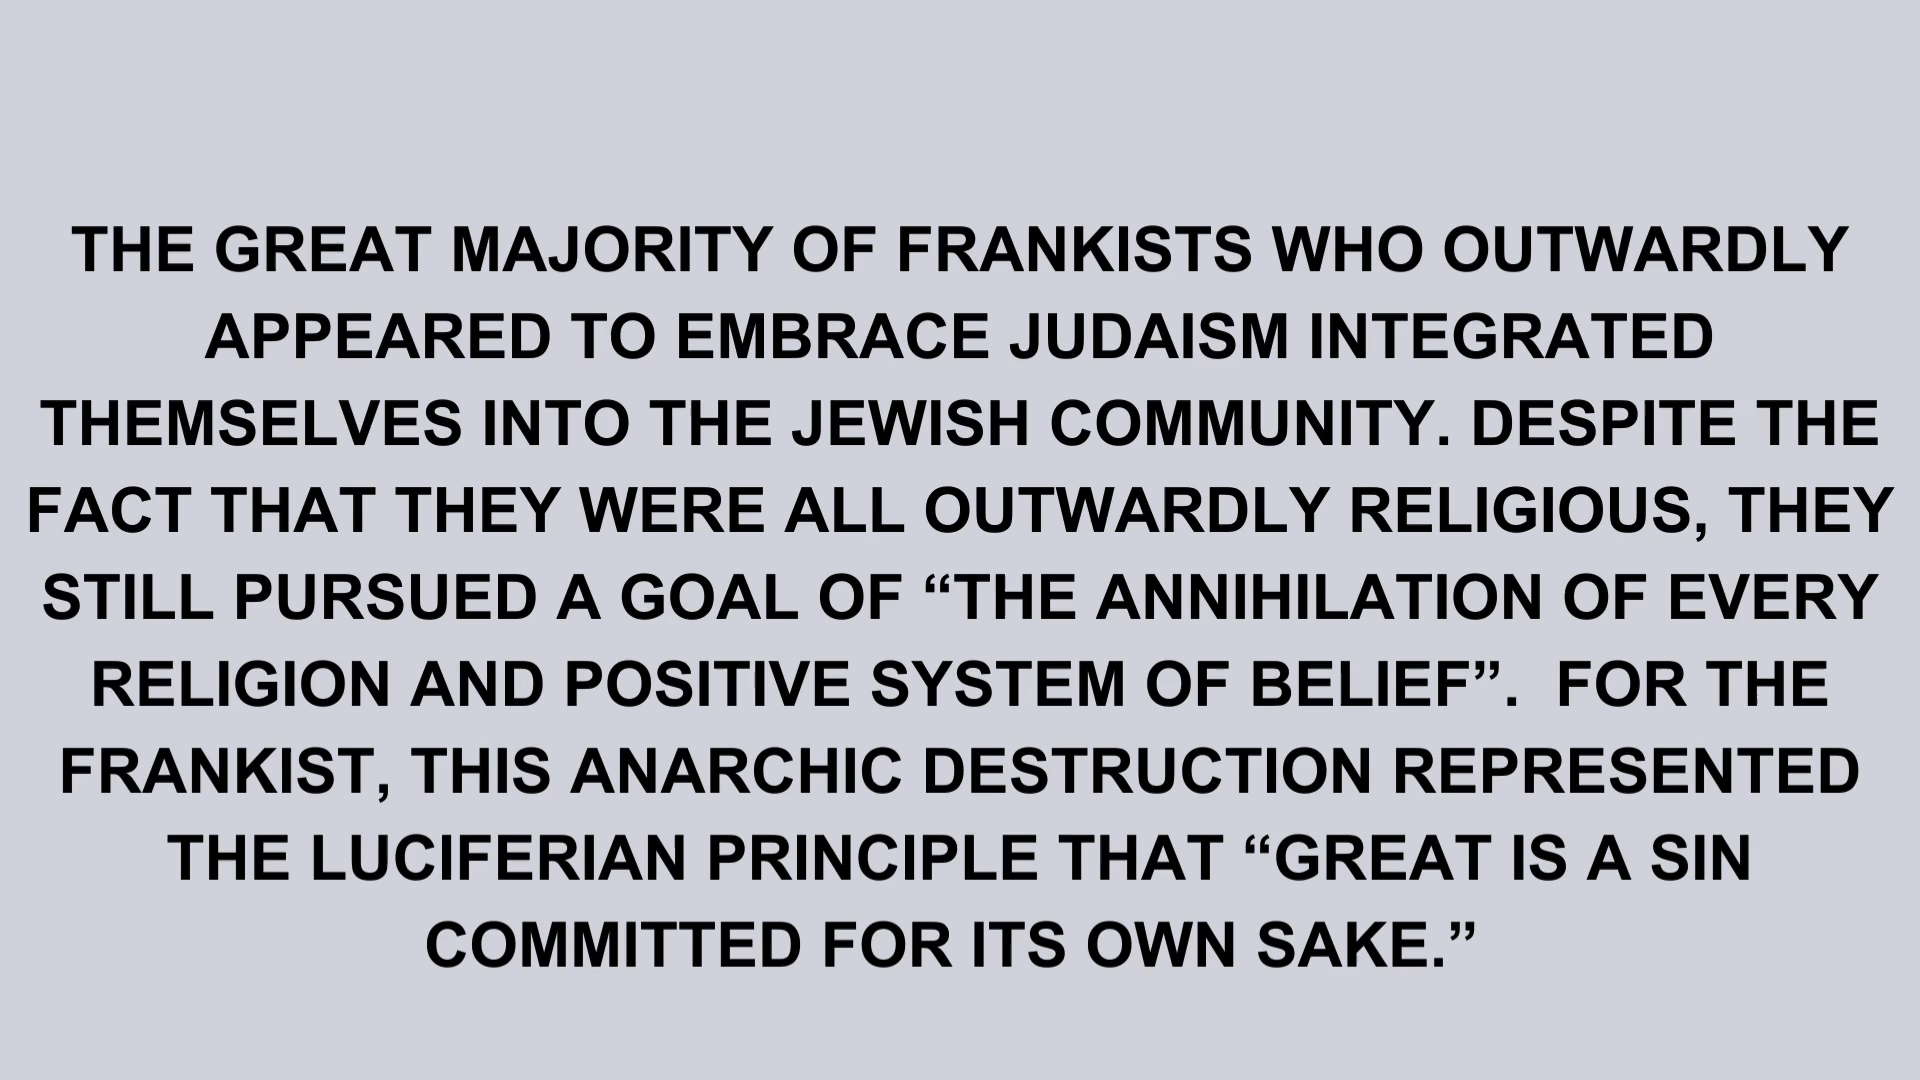 THE GREAT MAJORITY OF FRANKISTS WHO OUTWARDLY
APPEARED TO EMBRACE JUDAISM INTEGRATED
THEMSELVES INTO THE JEWISH COMMUNITY. DESPITE THE
FACT THAT THEY WERE ALL OUTWARDLY RELIGIOUS, THEY
STILL PURSUED A GOAL OF “THE ANNIHILATION OF EVERY
RELIGION AND POSITIVE SYSTEM OF BELIEF”.  FOR THE
FRANKIST, THIS ANARCHIC DESTRUCTION REPRESENTED
THE LUCIFERIAN PRINCIPLE THAT “GREAT IS A SIN
COMMITTED FOR ITS OWN SAKE.”